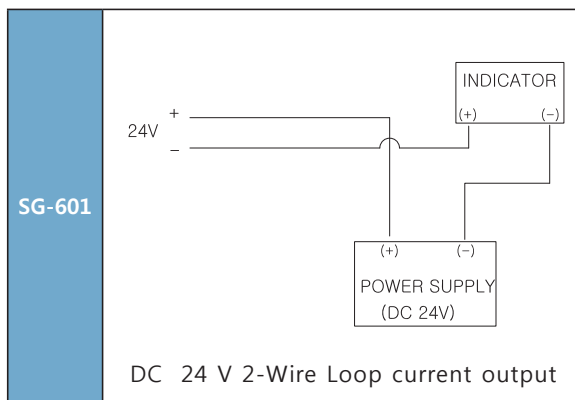 INDICATOR
(+) (-)
+
24V
-
SG-601
(+) (-)
POWER SUPPLY
(DC 24V)
DC 24 V 2-Wire Loop current output